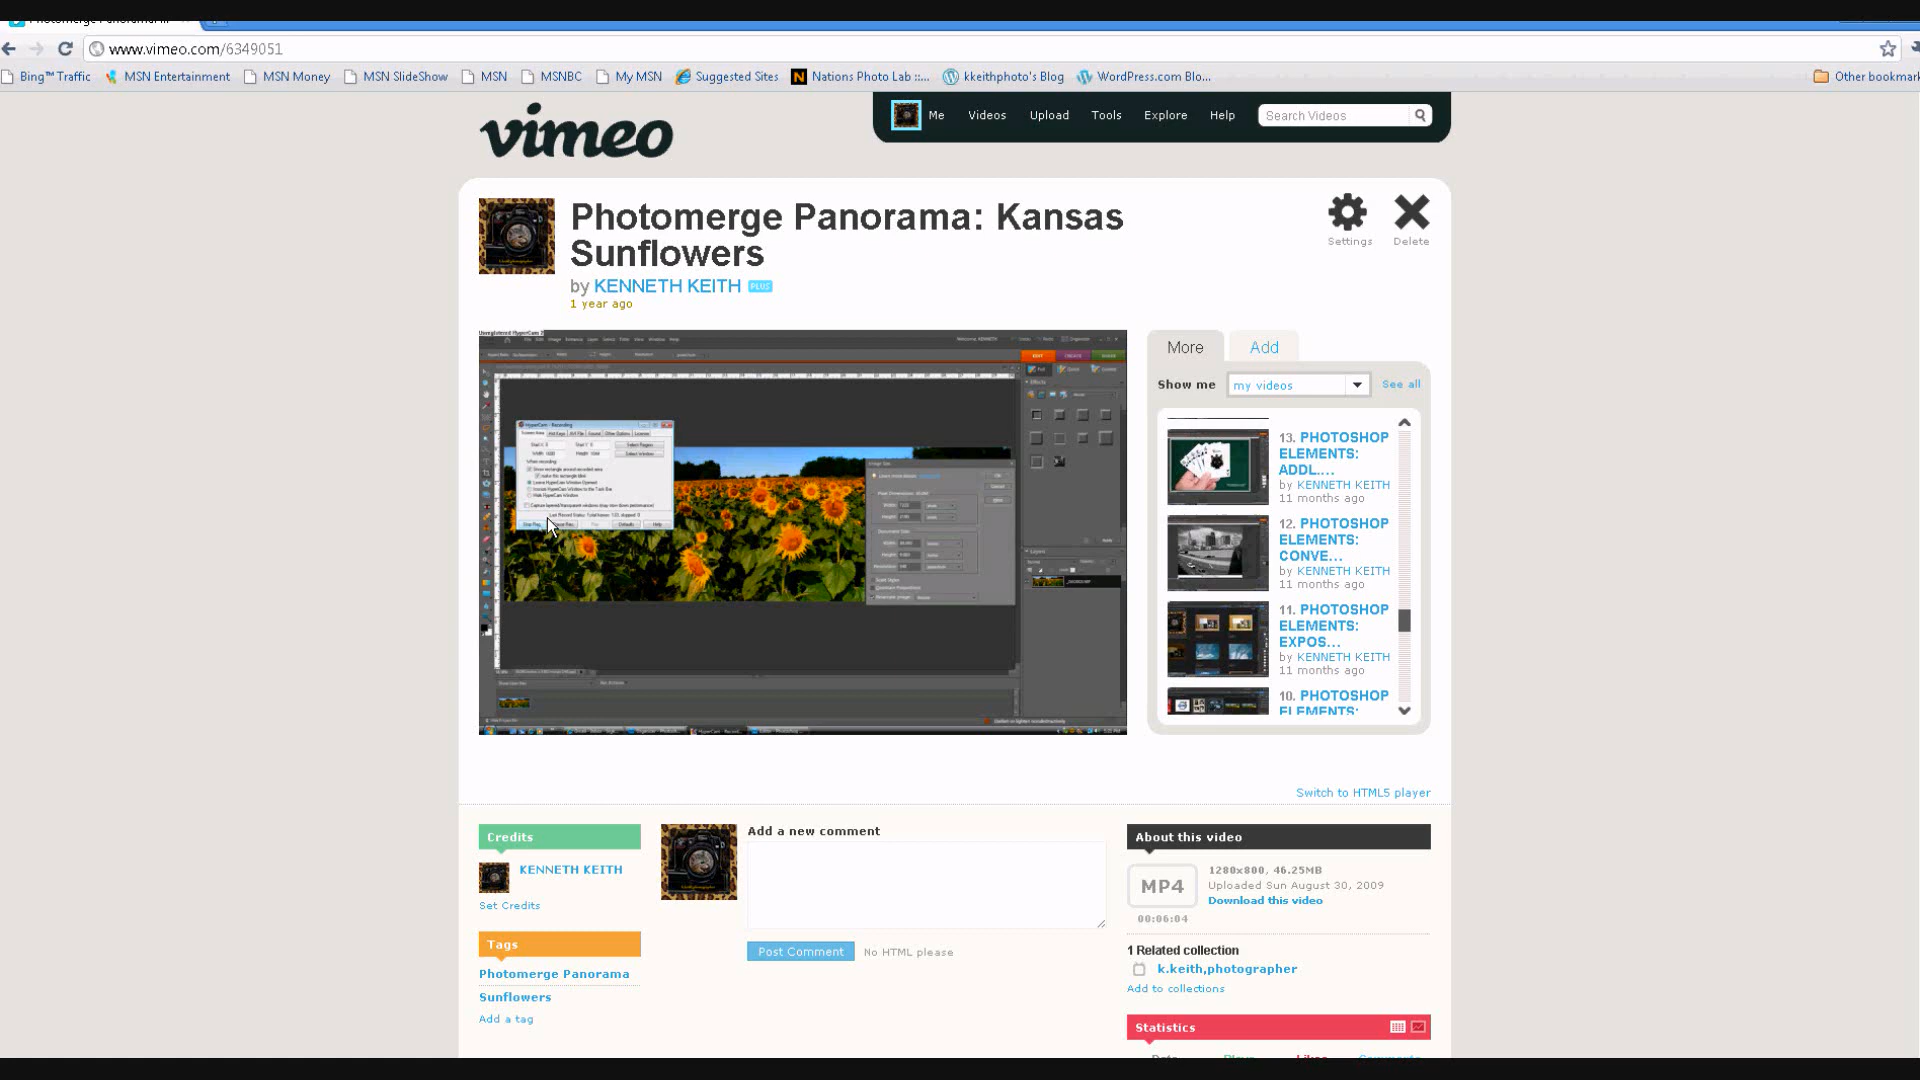 www.vimeo.com/6349051
Bing™ Traffic MSN Entertainment MSN Money MSN SlideShow MSN MSNBC My MSN Suggested Sites Nations Photo Lab ::... kkeithphoto's Blog WordPress.com Blo... Other bookmark
vimeo
Me Videos Upload Tools Explore Help Search Videos
Photomerge Panorama: Kansas
Sunflowers
by KENNETH KEITH PLUS
1 year ago
Settings Delete
More Add
Show me my videos See all
13. PHOTOSHOP
ELEMENTS:
ADDL....
by KENNETH KEITH
11 months ago
12. PHOTOSHOP
ELEMENTS:
CONVE...
by KENNETH KEITH
11 months ago
11. PHOTOSHOP
ELEMENTS:
EXPOS...
by KENNETH KEITH
11 months ago
10. PHOTOSHOP
ELEMENTS:
Switch to HTML5 player
Credits
KENNETH KEITH
Set Credits
Tags
Photomerge Panorama
Sunflowers
Add a tag
Add a new comment
Post Comment No HTML please
About this video
MP4
00:06:04
1280x800, 46.25MB
Uploaded Sun August 30, 2009
Download this video
1 Related collection
k.keith,photographer
Add to collections
Statistics